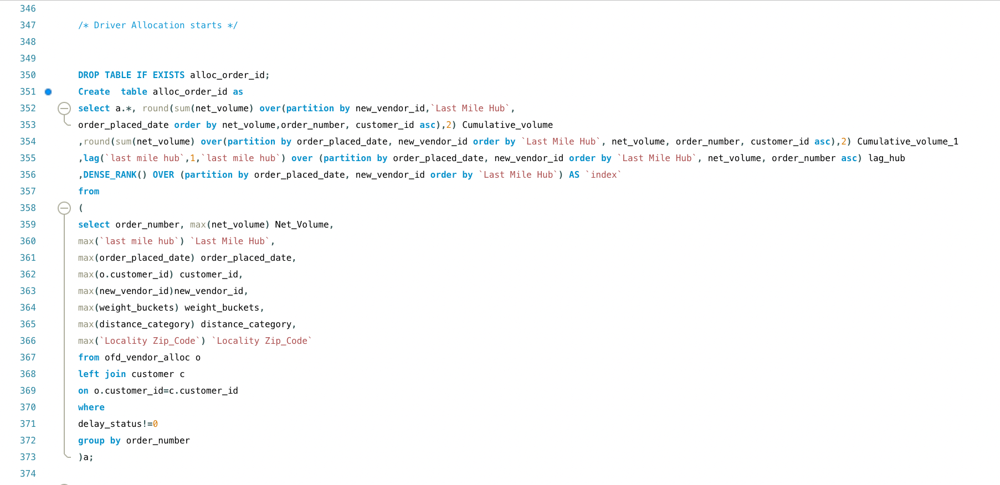 346
347 /* Driver Allocation starts */
348
349
350 DROP TABLE IF EXISTS alloc_order_id;
351 Create  table alloc_order_id as
352 select a.*, round(sum(net_volume) over(partition by new_vendor_id,`Last Mile Hub`,
353 order_placed_date order by net_volume,order_number, customer_id asc),2) Cumulative_volume
354 ,round(sum(net_volume) over(partition by order_placed_date, new_vendor_id order by `Last Mile Hub`, net_volume, order_number, customer_id asc),2) Cumulative_volume_1
355 ,lag(`last mile hub`,1,`last mile hub`) over (partition by order_placed_date, new_vendor_id order by `Last Mile Hub`, net_volume, order_number asc) lag_hub
356 ,DENSE_RANK() OVER (partition by order_placed_date, new_vendor_id order by `Last Mile Hub`) AS `index`
357 from
358 (
359 select order_number, max(net_volume) Net_Volume,
360 max(`last mile hub`) `Last Mile Hub`,
361 max(order_placed_date) order_placed_date,
362 max(o.customer_id) customer_id,
363 max(new_vendor_id)new_vendor_id,
364 max(weight_buckets) weight_buckets,
365 max(distance_category) distance_category,
366 max(`Locality Zip_Code`) `Locality Zip_Code`
367 from ofd_vendor_alloc o
368 left join customer c
369 on o.customer_id=c.customer_id
370 where
371 delay_status!=0
372 group by order_number
373 )a;
374